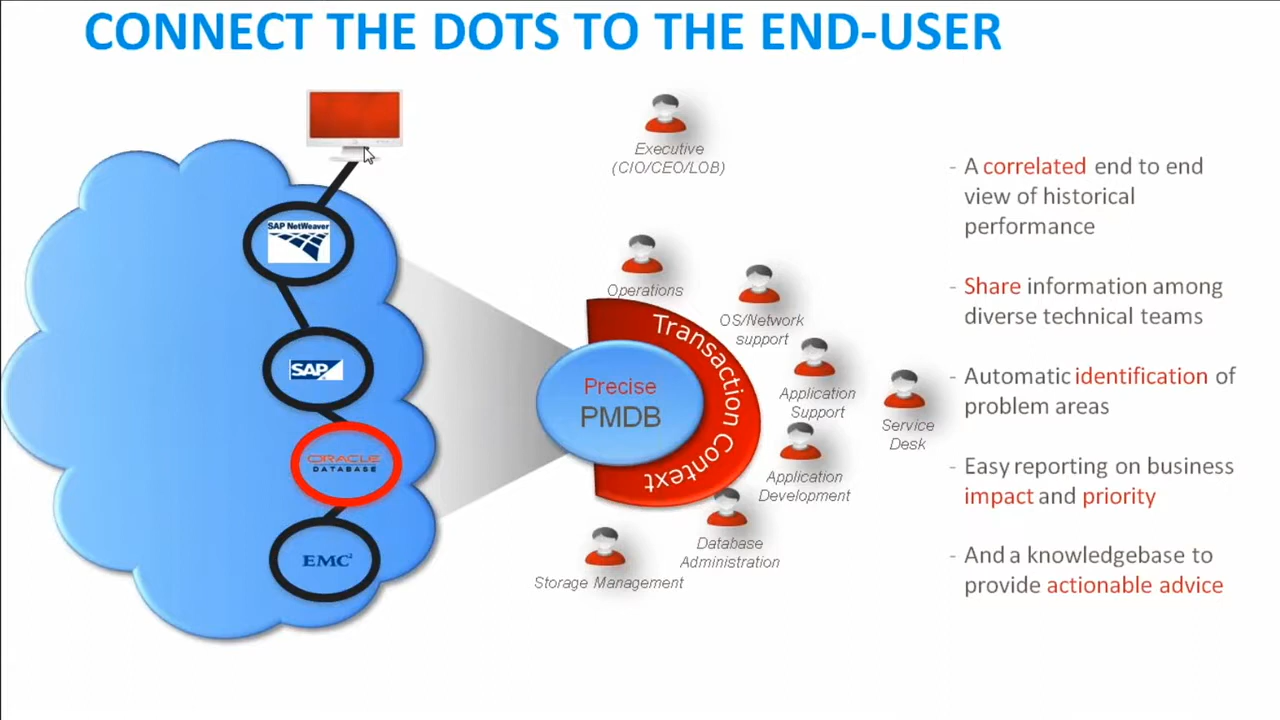 CONNECT THE DOTS TO THE END-USER
SAP NetWeaver
SAP
ORACLE
DATABASE
EMC²
Precise
PMDB
Transaction Context
Executive
(CIO/CEO/LOB)
Operations
OS/Network
support
Application
Support
Service
Desk
Application
Development
Database
Administration
Storage Management
- A correlated end to end
view of historical
performance
- Share information among
diverse technical teams
- Automatic identification of
problem areas
- Easy reporting on business
impact and priority
- And a knowledgebase to
provide actionable advice